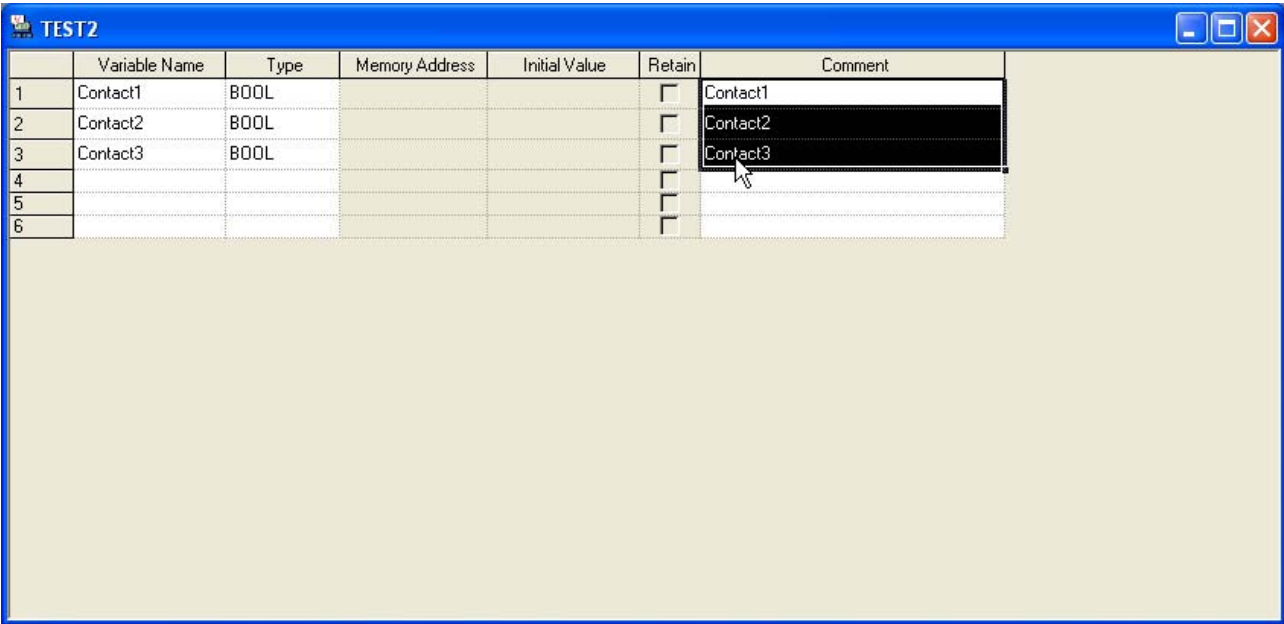 TEST2
Variable Name Type Memory Address Initial Value Retain Comment
1 Contact1 BOOL Contact1
2 Contact2 BOOL Contact2
3 Contact3 BOOL Contact3
4
5
6